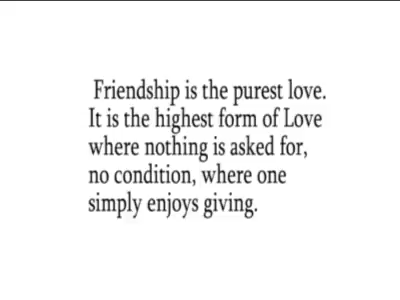 Friendship is the purest love.
It is the highest form of Love
where nothing is asked for,
no condition, where one
simply enjoys giving.